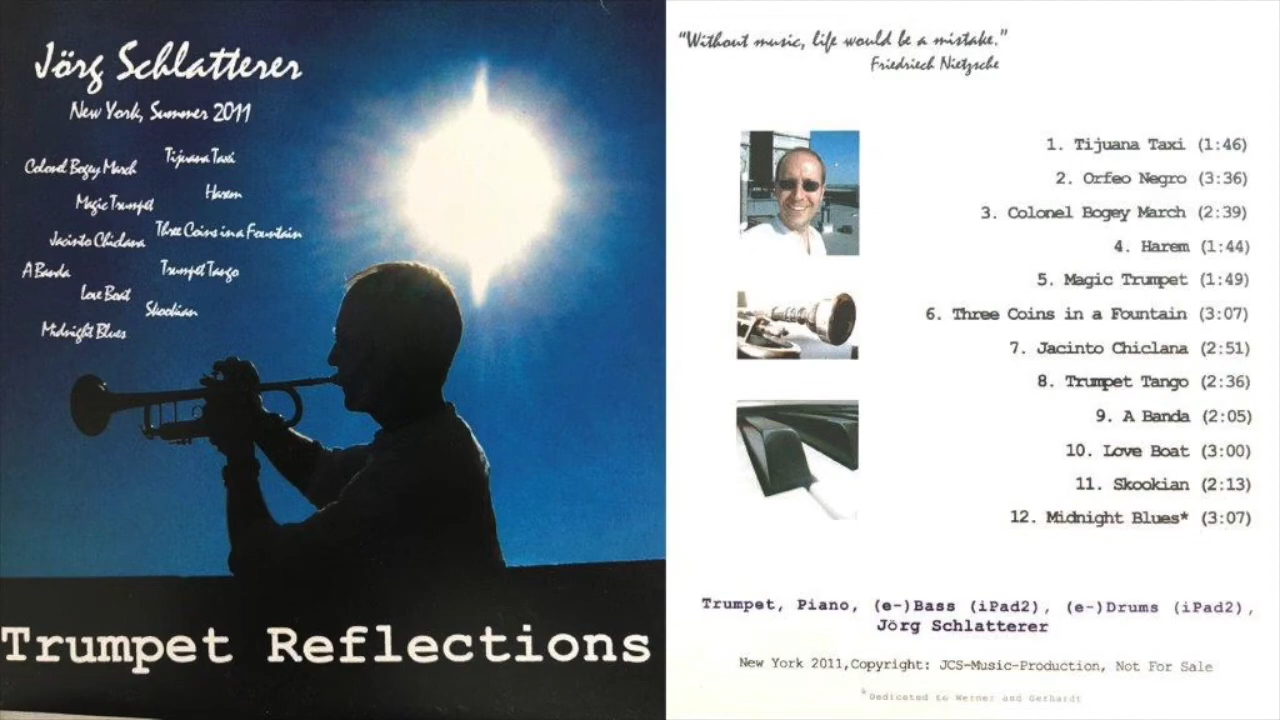 Jörg Schlatterer
New York, Summer 2011
Tijuana Taxi
Colonel Bogey March
Harem
Magic Trumpet
Three Coins in a Fountain
Jacinto Chiclana
A Banda
Trumpet Tango
Love Boat
Skookian
Midnight Blues
Trumpet Reflections
"Without music, life would be a mistake."
Friedriech Nietzsche
1. Tijuana Taxi (1:46)
2. Orfeo Negro (3:36)
3. Colonel Bogey March (2:39)
4. Harem (1:44)
5. Magic Trumpet (1:49)
6. Three Coins in a Fountain (3:07)
7. Jacinto Chiclana (2:51)
8. Trumpet Tango (2:36)
9. A Banda (2:05)
10. Love Boat (3:00)
11. Skookian (2:13)
12. Midnight Blues* (3:07)
Trumpet, Piano, (e-)Bass (iPad2), (e-)Drums (iPad2),
Jörg Schlatterer
New York 2011,Copyright: JCS-Music-Production, Not For Sale
*Dedicated to Werner and Gerhardt